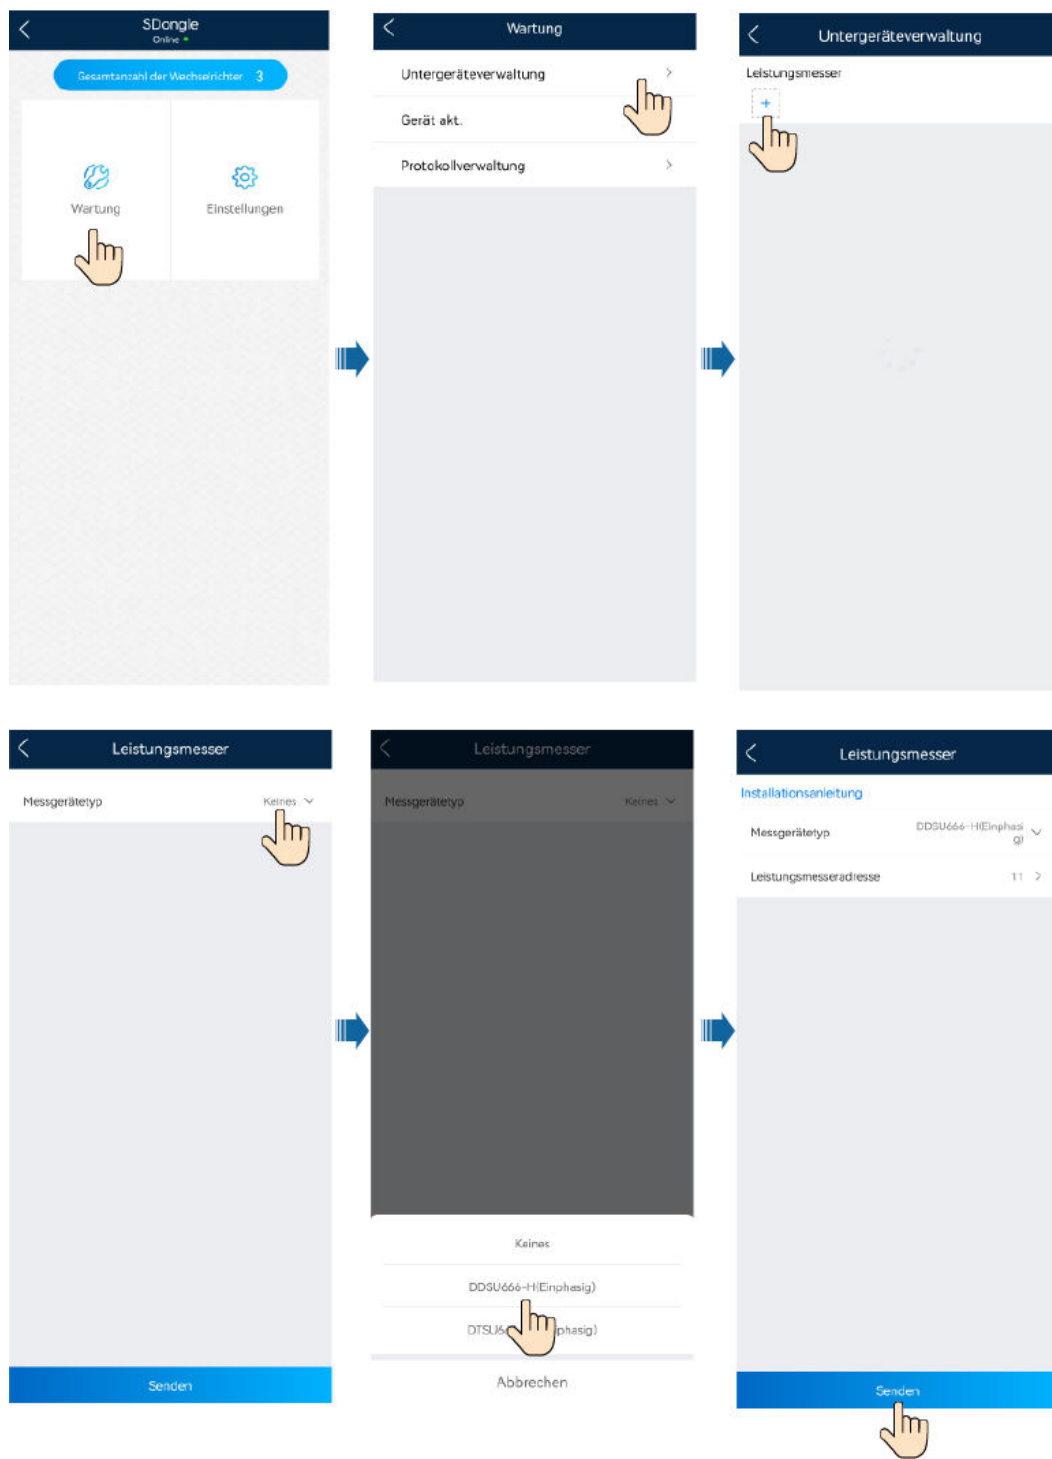 SDongle
Online
Gesamtanzahl der Wechselrichter 3
Wartung
Einstellungen
Wartung
Untergeräteverwaltung
Gerät akt.
Protokollverwaltung
Untergeräteverwaltung
Leistungsmesser
+
Leistungsmesser
Messgerätetyp Keines
Senden
Leistungsmesser
Messgerätetyp Keines
Keines
DDSU666-H(Einphasig)
phasig)
Abbrechen
Leistungsmesser
Installationsanleitung
Messgerätetyp DDSU666-H(Einphasi
g)
Leistungsmesseradresse 11
Senden